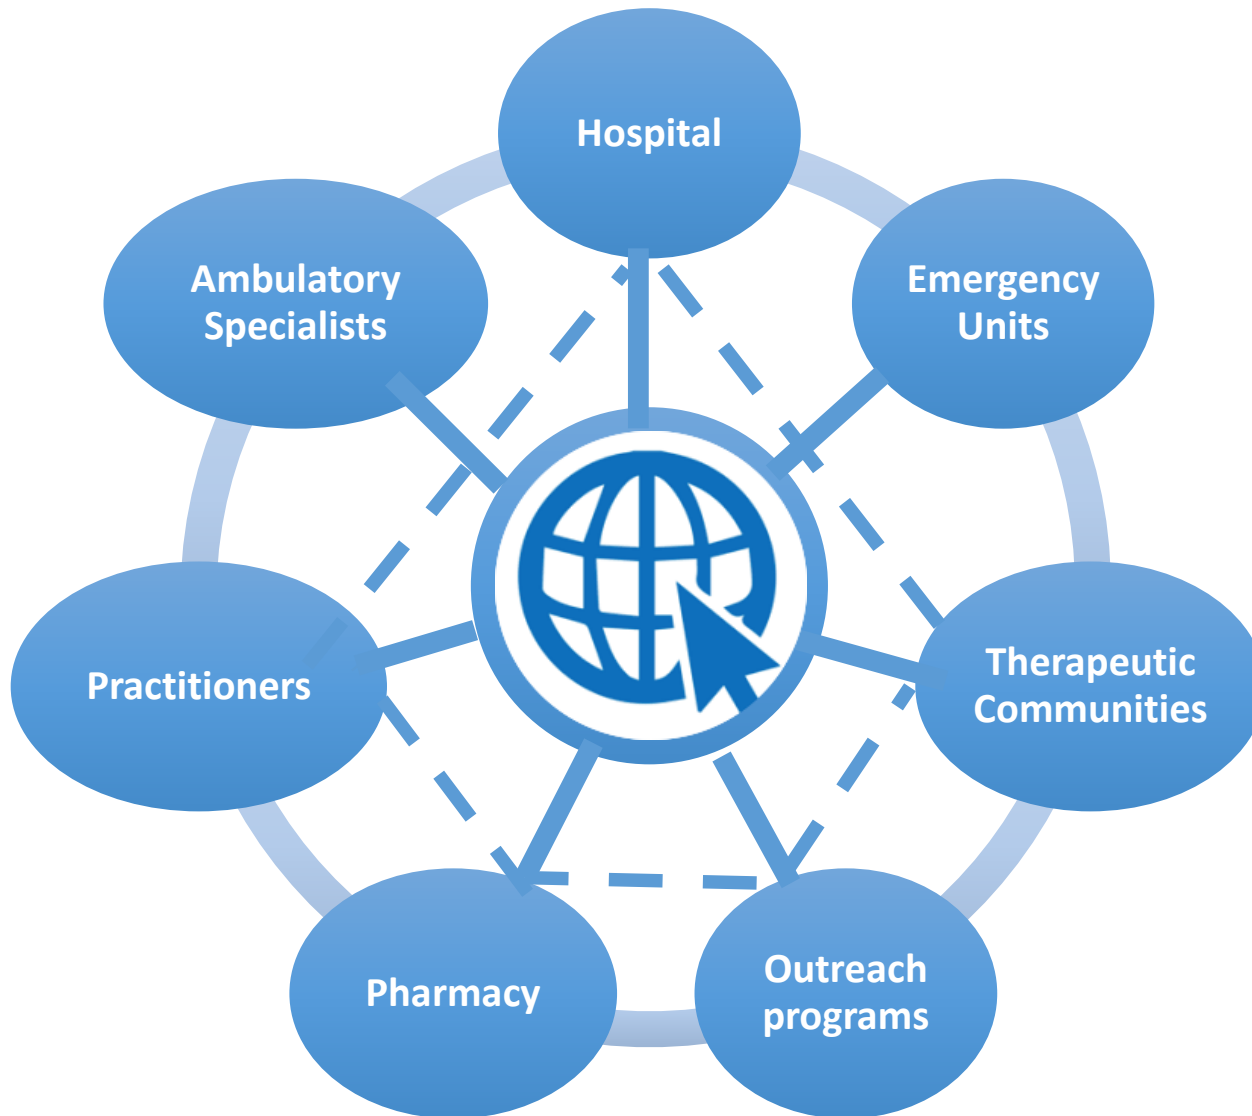 Hospital
Emergency
Units
Therapeutic
Communities
Outreach
programs
Pharmacy
Practitioners
Ambulatory
Specialists